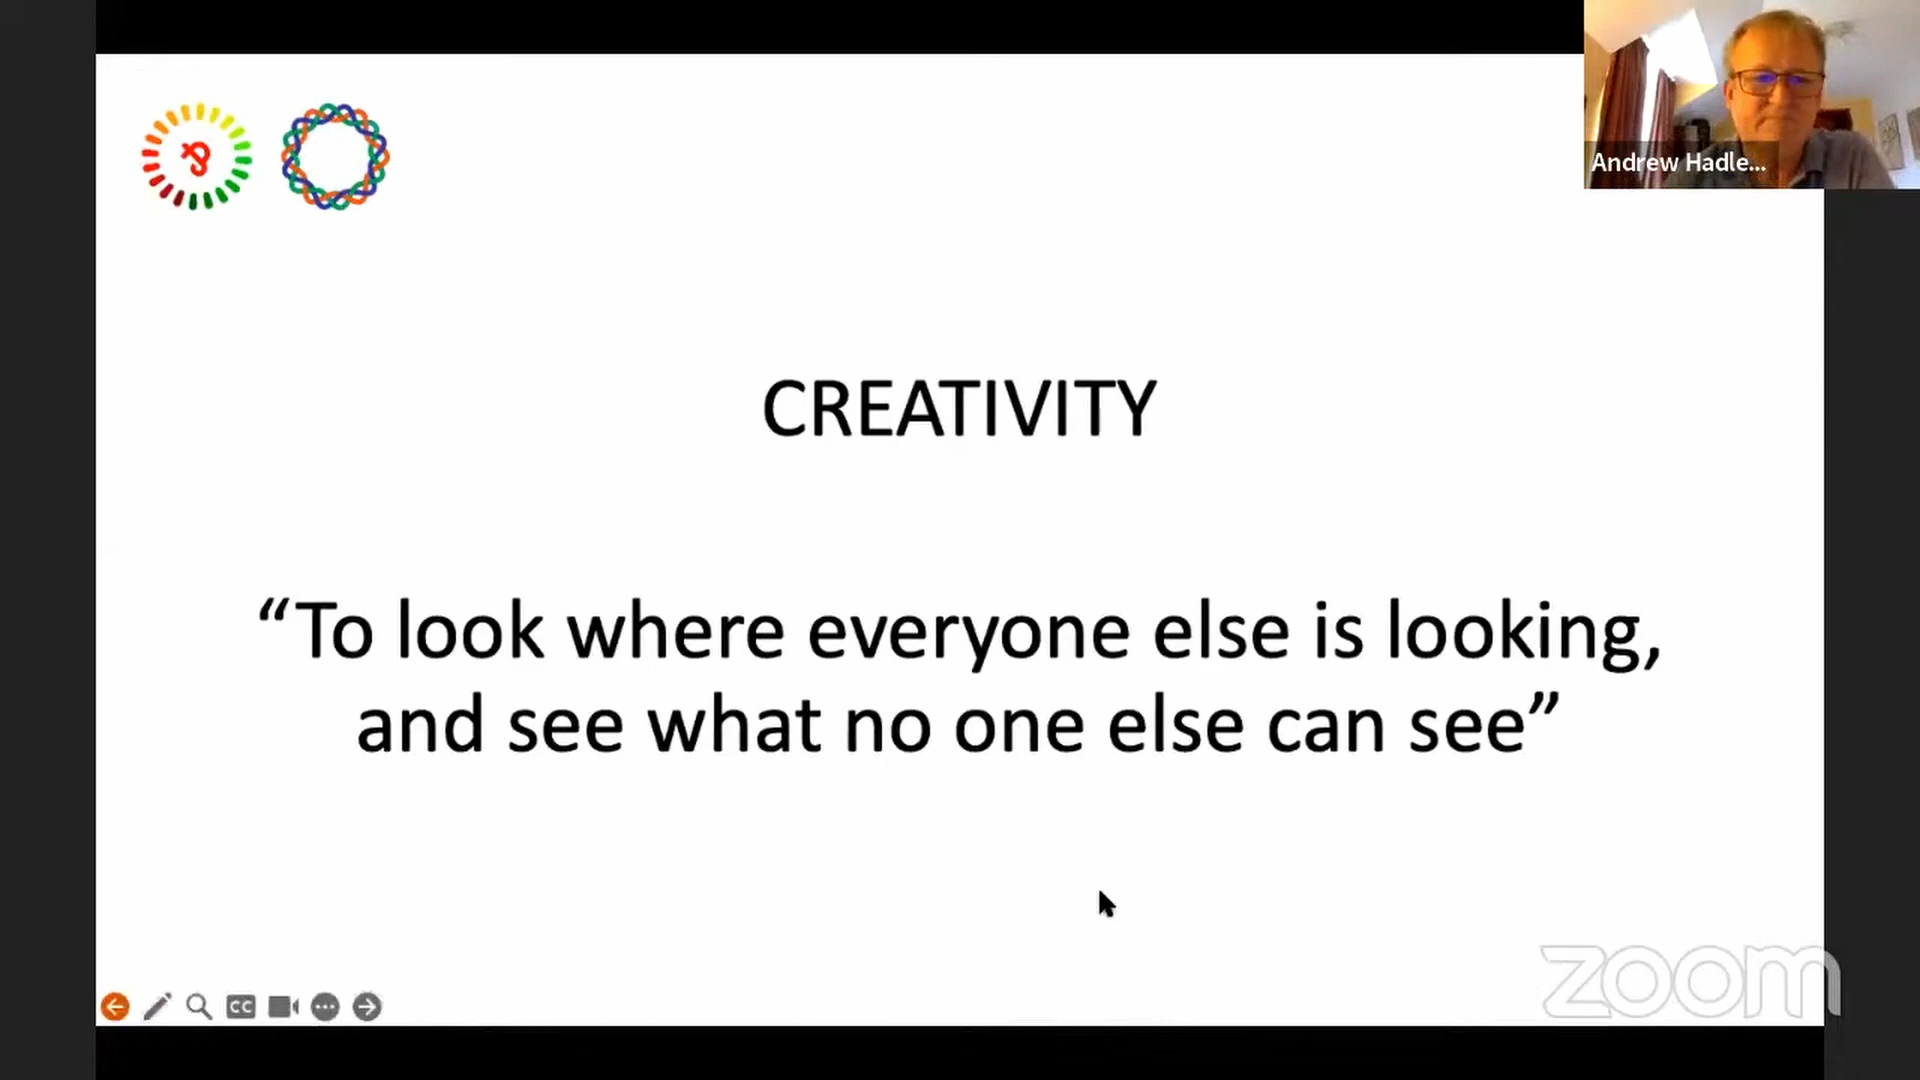 Andrew Hadle...
CREATIVITY
“To look where everyone else is looking,
and see what no one else can see”
CC
zoom